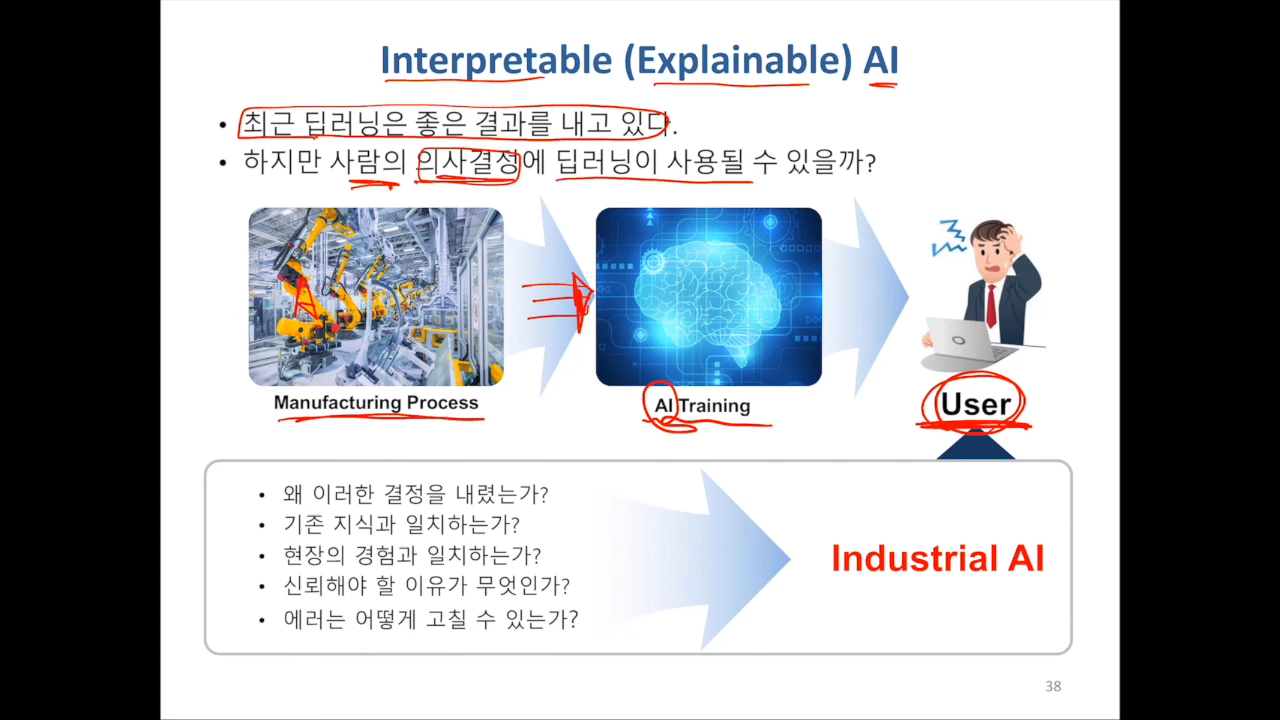 Interpretable (Explainable) AI
• 최근 딥러닝은 좋은 결과를 내고 있다.
• 하지만 사람의 의사결정에 딥러닝이 사용될 수 있을까?
Manufacturing Process
AI Training
User
• 왜 이러한 결정을 내렸는가?
• 기존 지식과 일치하는가?
• 현장의 경험과 일치하는가?
• 신뢰해야 할 이유가 무엇인가?
• 에러는 어떻게 고칠 수 있는가?
Industrial AI
38